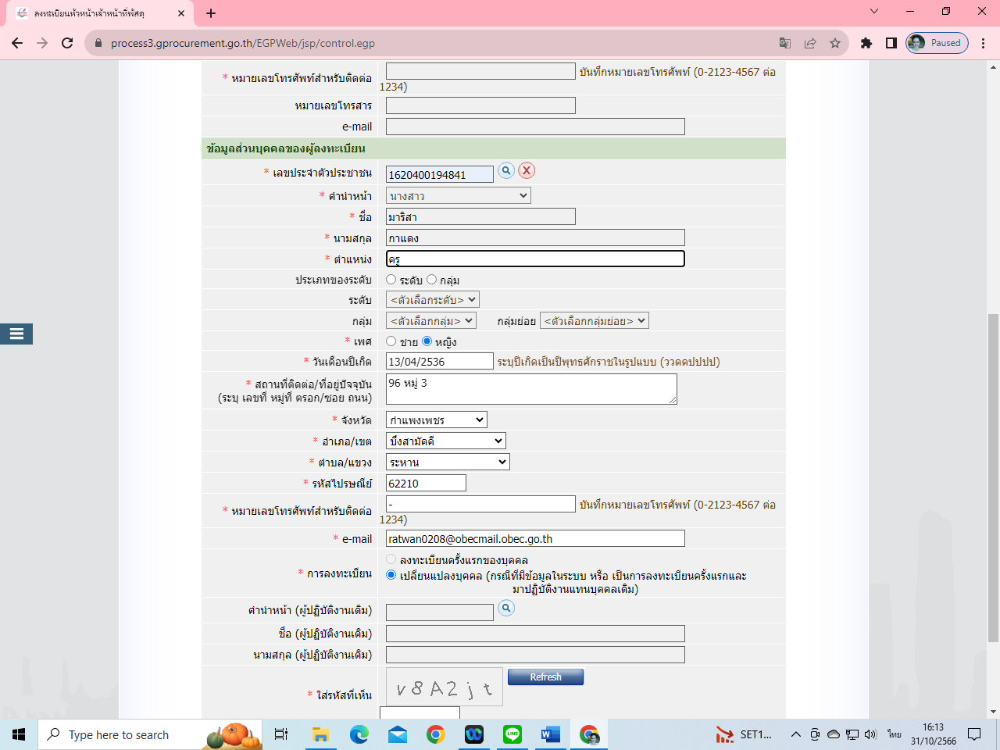 ลงทะเบียนหัวหน้าเจ้าหน้าที่พัสดุ
process3.gprocurement.go.th/EGPWeb/jsp/control.egp
Paused
* หมายเลขโทรศัพท์สำหรับติดต่อ บันทึกหมายเลขโทรศัพท์ (0-2123-4567 ต่อ
1234)
หมายเลขโทรสาร
e-mail
ข้อมูลส่วนบุคคลของผู้ลงทะเบียน
* เลขประจำตัวประชาชน 1620400194841
* คำนำหน้า นางสาว
* ชื่อ มาริสา
* นามสกุล กาแดง
* ตำแหน่ง ครู
ประเภทของระดับ ระดับ กลุ่ม
ระดับ <ตัวเลือกระดับ>
กลุ่ม <ตัวเลือกกลุ่ม> กลุ่มย่อย <ตัวเลือกกลุ่มย่อย>
* เพศ ชาย หญิง
* วันเดือนปีเกิด 13/04/2536 ระบุปีเกิดเป็นปีพุทธศักราชในรูปแบบ (ววดดปปปป)
* สถานที่ติดต่อ/ที่อยู่ปัจจุบัน 96 หมู่ 3
(ระบุ เลขที่ หมู่ที่ ตรอก/ซอย ถนน)
* จังหวัด กำแพงเพชร
* อำเภอ/เขต บึงสามัคคี
* ตำบล/แขวง ระหาน
* รหัสไปรษณีย์ 62210
* หมายเลขโทรศัพท์สำหรับติดต่อ - บันทึกหมายเลขโทรศัพท์ (0-2123-4567 ต่อ
1234)
* e-mail ratwan0208@obecmail.obec.go.th
ลงทะเบียนครั้งแรกของบุคคล
* การลงทะเบียน เปลี่ยนแปลงบุคคล (กรณีที่มีข้อมูลในระบบ หรือ เป็นการลงทะเบียนครั้งแรกและ
มาปฏิบัติงานแทนบุคคลเดิม)
คำนำหน้า (ผู้ปฏิบัติงานเดิม)
ชื่อ (ผู้ปฏิบัติงานเดิม)
นามสกุล (ผู้ปฏิบัติงานเดิม)
* ใส่รหัสที่เห็น v8A2jt Refresh
Type here to search
SET1...
ไทย
16:13
31/10/2566